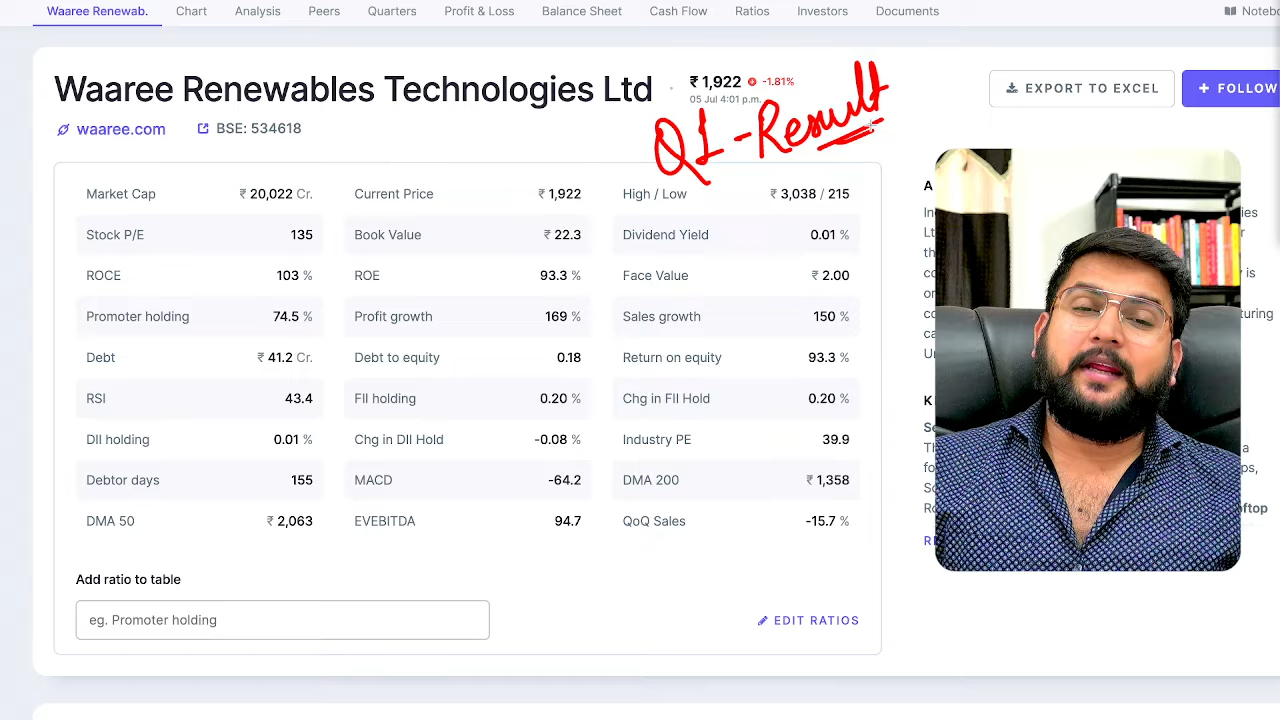 Waaree Renewab. Chart Analysis Peers Quarters Profit & Loss Balance Sheet Cash Flow Ratios Investors Documents
Waaree Renewables Technologies Ltd
₹ 1,922 -1.81%
05 Jul 4:01 p.m.
EXPORT TO EXCEL
+ FOLLOW
waaree.com BSE: 534618
Q1-Result
Market Cap ₹ 20,022 Cr. Current Price ₹ 1,922 High / Low ₹ 3,038 / 215
Stock P/E 135 Book Value ₹ 22.3 Dividend Yield 0.01 %
ROCE 103 % ROE 93.3 % Face Value ₹ 2.00
Promoter holding 74.5 % Profit growth 169 % Sales growth 150 %
Debt ₹ 41.2 Cr. Debt to equity 0.18 Return on equity 93.3 %
RSI 43.4 FII holding 0.20 % Chg in FII Hold 0.20 %
DII holding 0.01 % Chg in DII Hold -0.08 % Industry PE 39.9
Debtor days 155 MACD -64.2 DMA 200 ₹ 1,358
DMA 50 ₹ 2,063 EVEBITDA 94.7 QoQ Sales -15.7 %
Add ratio to table
eg. Promoter holding
EDIT RATIOS